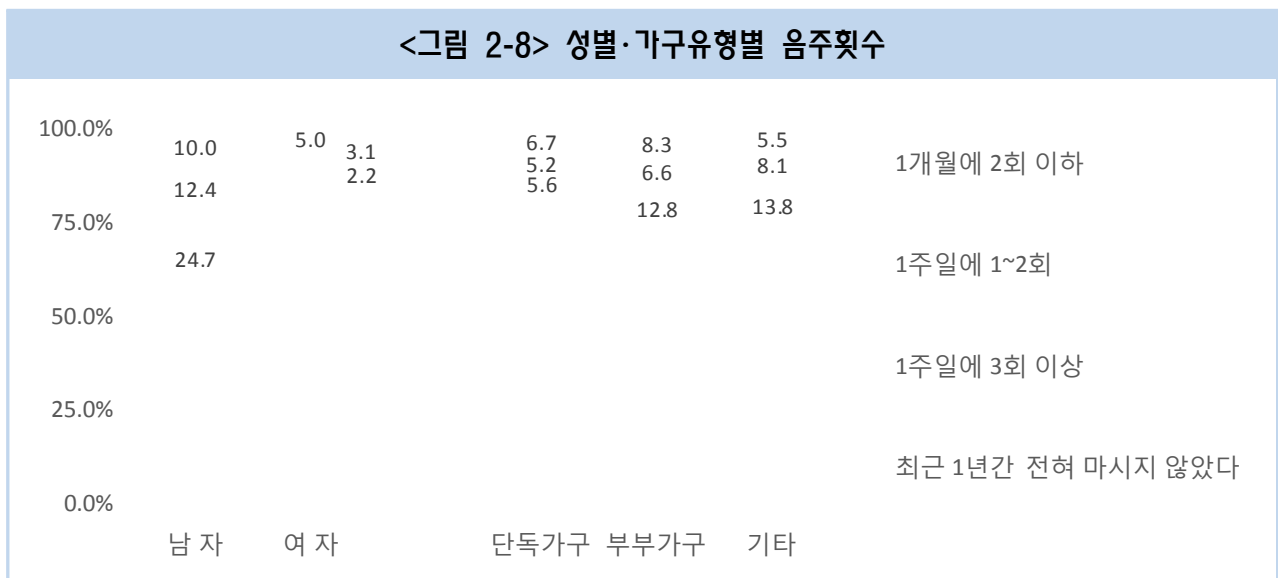 <그림 2-8> 성별·가구유형별 음주횟수
100.0%
75.0%
50.0%
25.0%
0.0%
10.0
12.4
24.7
5.0
3.1
2.2
6.7
5.2
5.6
8.3
6.6
12.8
5.5
8.1
13.8
남 자
여 자
단독가구
부부가구
기타
1개월에 2회 이하
1주일에 1~2회
1주일에 3회 이상
최근 1년간 전혀 마시지 않았다